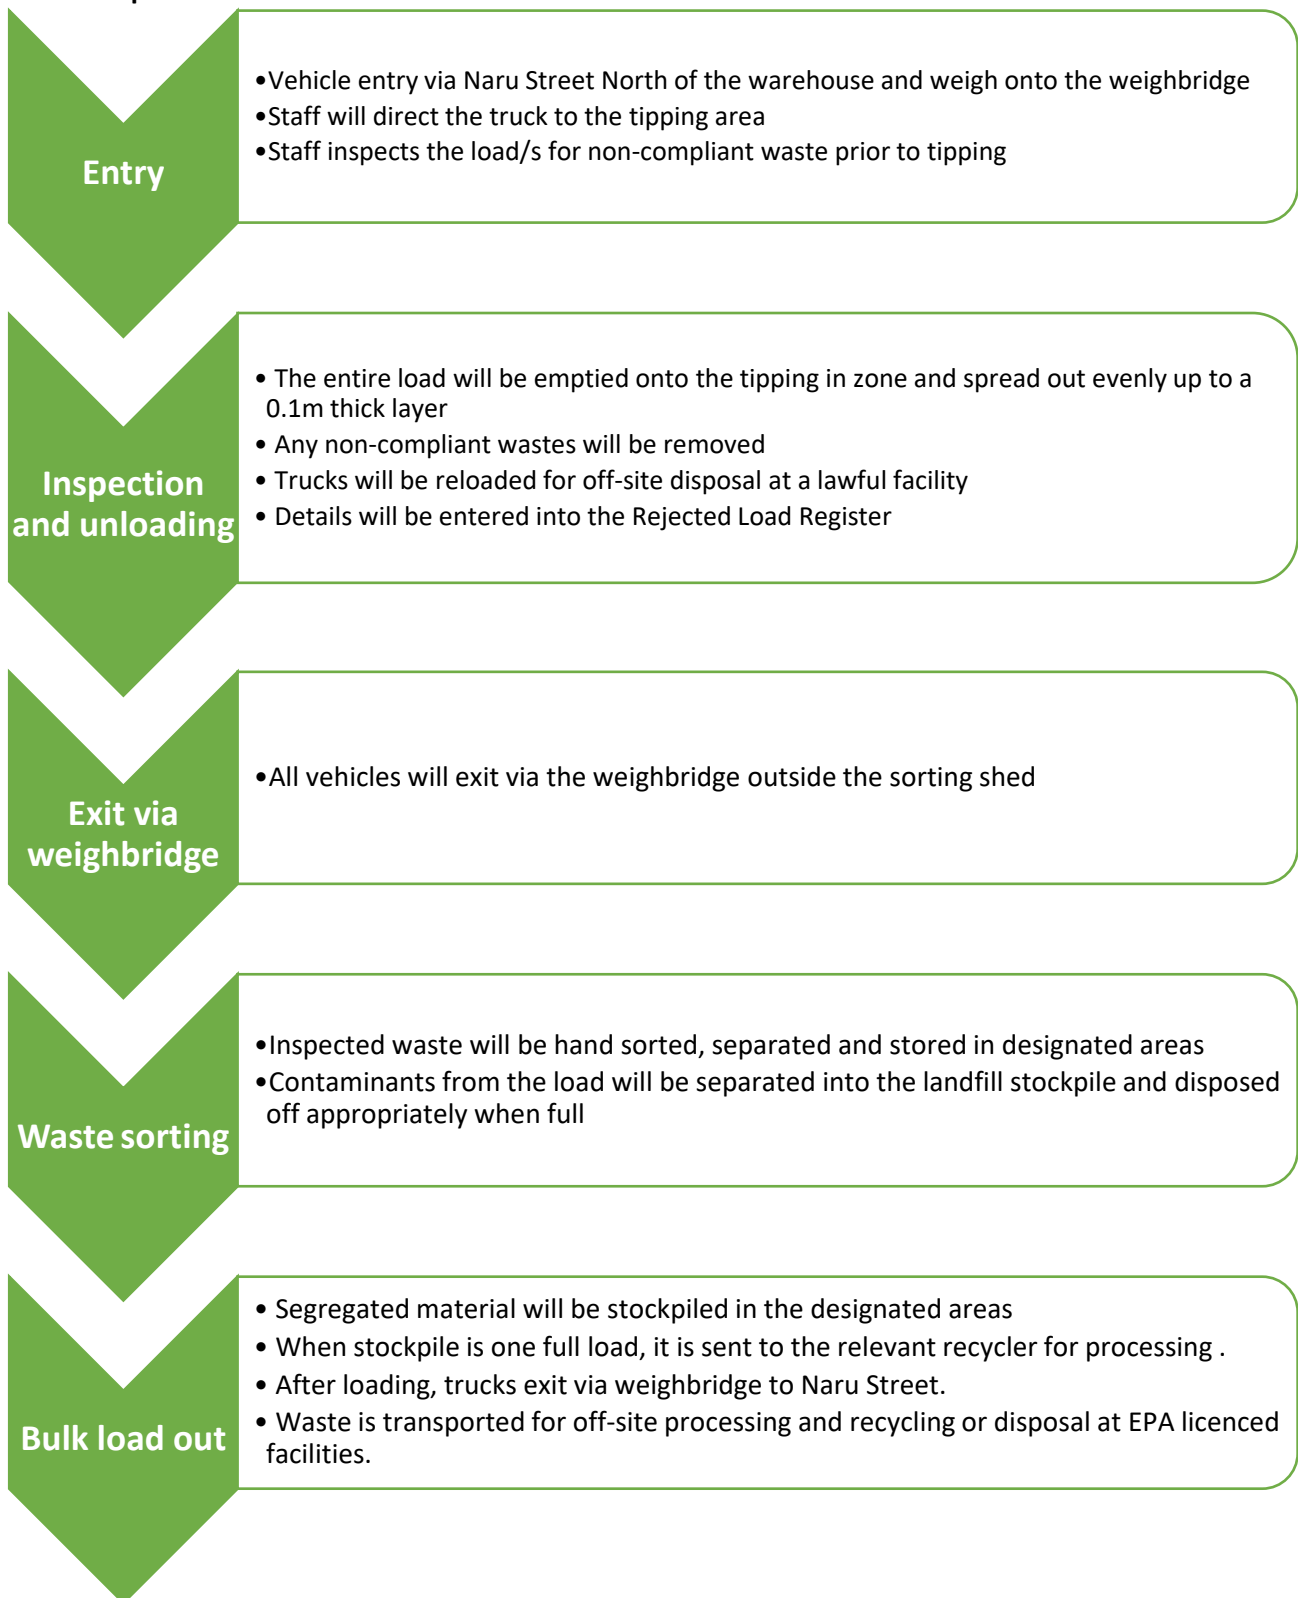 Entry
•Vehicle entry via Naru Street North of the warehouse and weigh onto the weighbridge
•Staff will direct the truck to the tipping area
•Staff inspects the load/s for non-compliant waste prior to tipping
Inspection
and unloading
• The entire load will be emptied onto the tipping in zone and spread out evenly up to a
0.1m thick layer
• Any non-compliant wastes will be removed
• Trucks will be reloaded for off-site disposal at a lawful facility
• Details will be entered into the Rejected Load Register
Exit via
weighbridge
•All vehicles will exit via the weighbridge outside the sorting shed
Waste sorting
•Inspected waste will be hand sorted, separated and stored in designated areas
•Contaminants from the load will be separated into the landfill stockpile and disposed
off appropriately when full
Bulk load out
• Segregated material will be stockpiled in the designated areas
• When stockpile is one full load, it is sent to the relevant recycler for processing .
• After loading, trucks exit via weighbridge to Naru Street.
• Waste is transported for off-site processing and recycling or disposal at EPA licenced
facilities.